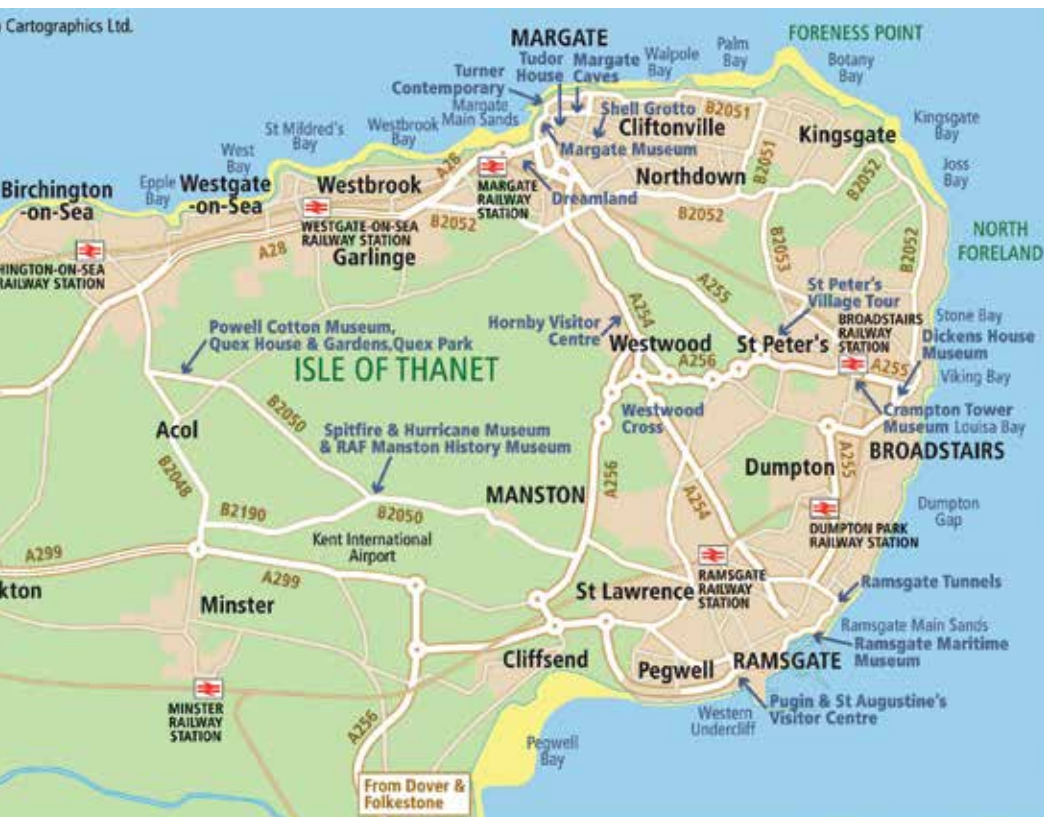 Cartographics Ltd.
MARGATE
FORENESS POINT
Turner
Contemporary
Tudor
House
Margate
Caves
Walpole
Bay
Palm
Bay
Botany
Bay
Margate
Main Sands
Shell Grotto
B2051
Cliftonville
Kingsgate
Kingsgate
Bay
St Mildred's
Bay
Westbrook
Bay
Margate Museum
B2051
West
Bay
A28
Northdown
B2052
Joss
Bay
Birchington
-on-Sea
Epple
Bay
Westgate
-on-Sea
Westbrook
MARGATE
RAILWAY
STATION
Dreamland
B2052
B2052
WESTGATE-ON-SEA
RAILWAY STATION
B2052
NORTH
FORELAND
A28
Garlinge
B2053
HINGTON-ON-SEA
RAILWAY STATION
A255
St Peter's
Village Tour
Powell Cotton Museum,
Quex House & Gardens,Quex Park
Hornby Visitor
Centre
A254
BROADSTAIRS
RAILWAY
STATION
Stone Bay
Dickens House
Museum
Westwood
St Peter's
A256
A255
Viking Bay
ISLE OF THANET
B2050
Westwood
Cross
Crampton Tower
Museum
Louisa Bay
Acol
Spitfire & Hurricane Museum
& RAF Manston History Museum
BROADSTAIRS
B2048
A256
Dumpton
A255
MANSTON
A254
B2190
B2050
Dumpton
Gap
Kent International
Airport
DUMPTON PARK
RAILWAY STATION
A299
A299
RAMSGATE
RAILWAY
STATION
kton
Minster
St Lawrence
Ramsgate Tunnels
Ramsgate Main Sands
Ramsgate Maritime
Museum
Cliffsend
Pegwell
RAMSGATE
MINSTER
RAILWAY
STATION
Pugin & St Augustine's
Visitor Centre
Western
Undercliff
A256
Pegwell
Bay
From Dover &
Folkestone